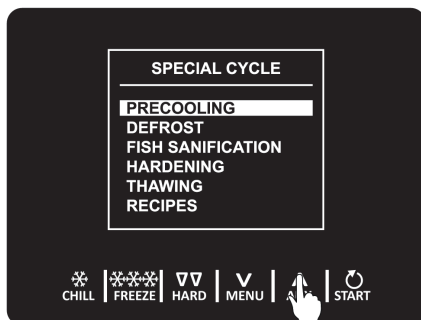 SPECIAL CYCLE
PRECOOLING
DEFROST
FISH SANIFICATION
HARDENING
THAWING
RECIPES
CHILL FREEZE HARD MENU START